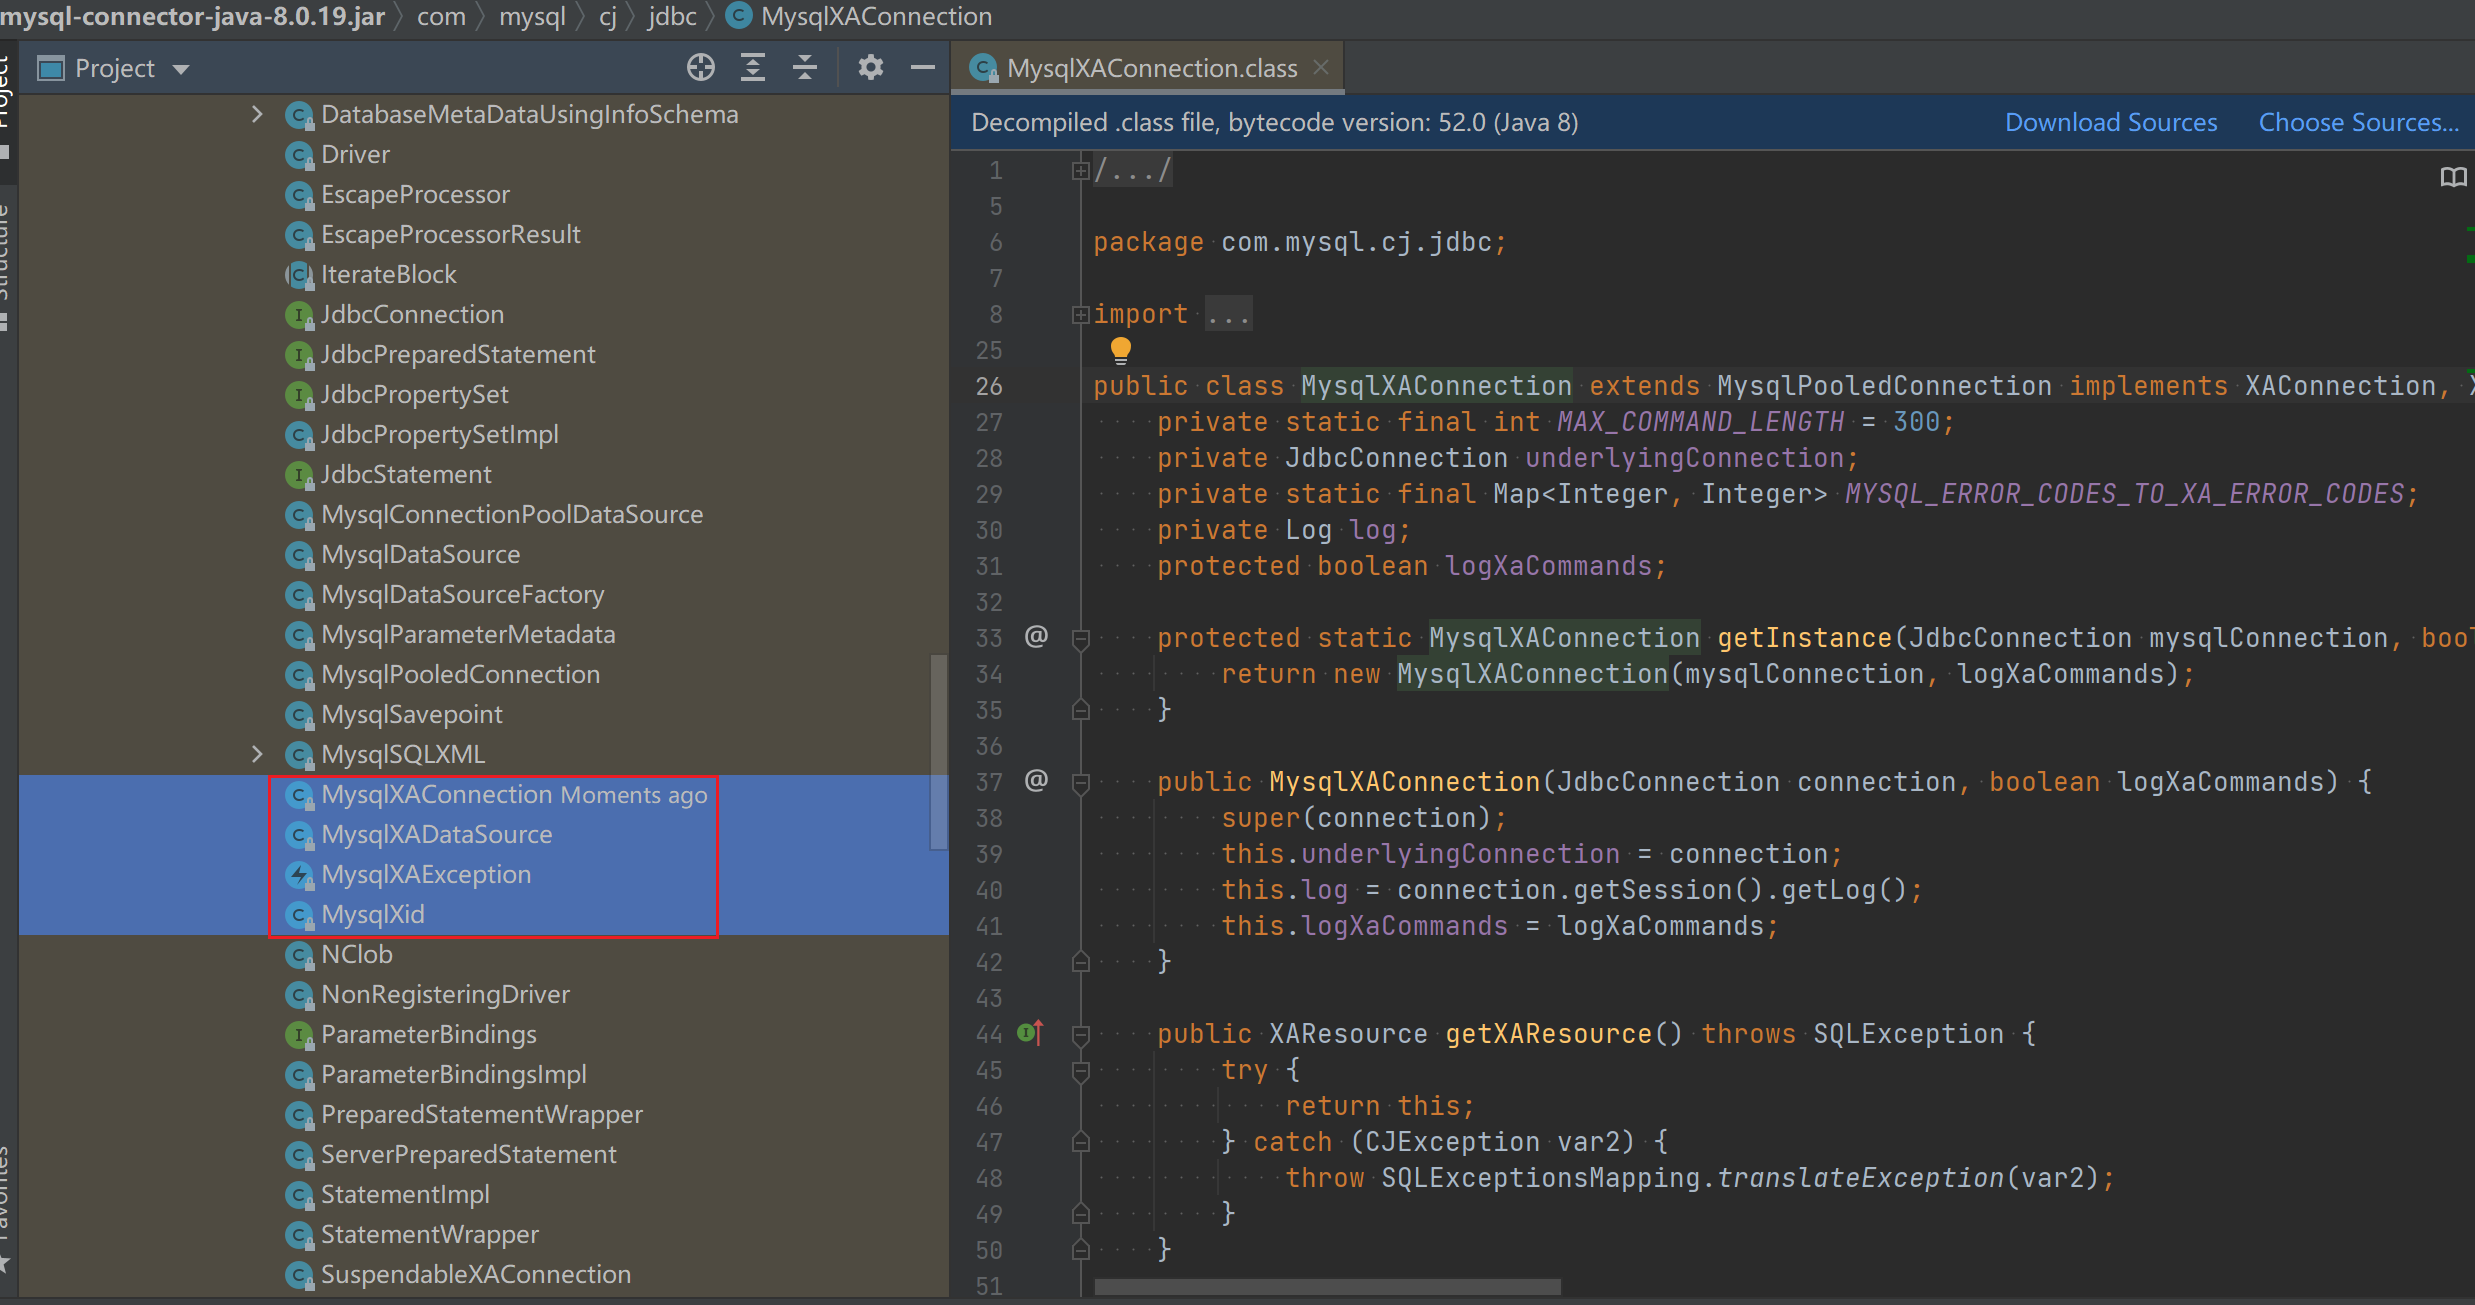 mysql-connector-java-8.0.19.jar com mysql cj jdbc MysqlXAConnection
Project
Project
Structure
Favorites
DatabaseMetaDataUsingInfoSchema
Driver
EscapeProcessor
EscapeProcessorResult
IterateBlock
JdbcConnection
JdbcPreparedStatement
JdbcPropertySet
JdbcPropertySetImpl
JdbcStatement
MysqlConnectionPoolDataSource
MysqlDataSource
MysqlDataSourceFactory
MysqlParameterMetadata
MysqlPooledConnection
MysqlSavepoint
MysqlSQLXML
MysqlXAConnection Moments ago
MysqlXADataSource
MysqlXAException
MysqlXid
NClob
NonRegisteringDriver
ParameterBindings
ParameterBindingsImpl
PreparedStatementWrapper
ServerPreparedStatement
StatementImpl
StatementWrapper
SuspendableXAConnection
MysqlXAConnection.class
Decompiled .class file, bytecode version: 52.0 (Java 8) Download Sources Choose Sources...
1 /.../
5
6 package com.mysql.cj.jdbc;
7
8 import ...
25
26 public class MysqlXAConnection extends MysqlPooledConnection implements XAConnection, X
27 private static final int MAX_COMMAND_LENGTH = 300;
28 private JdbcConnection underlyingConnection;
29 private static final Map<Integer, Integer> MYSQL_ERROR_CODES_TO_XA_ERROR_CODES;
30 private Log log;
31 protected boolean logXaCommands;
32
33 @ protected static MysqlXAConnection getInstance(JdbcConnection mysqlConnection, bool
34 return new MysqlXAConnection(mysqlConnection, logXaCommands);
35 }
36
37 @ public MysqlXAConnection(JdbcConnection connection, boolean logXaCommands) {
38 super(connection);
39 this.underlyingConnection = connection;
40 this.log = connection.getSession().getLog();
41 this.logXaCommands = logXaCommands;
42 }
43
44 public XAResource getXAResource() throws SQLException {
45 try {
46 return this;
47 } catch (CJException var2) {
48 throw SQLExceptionsMapping.translateException(var2);
49 }
50 }
51